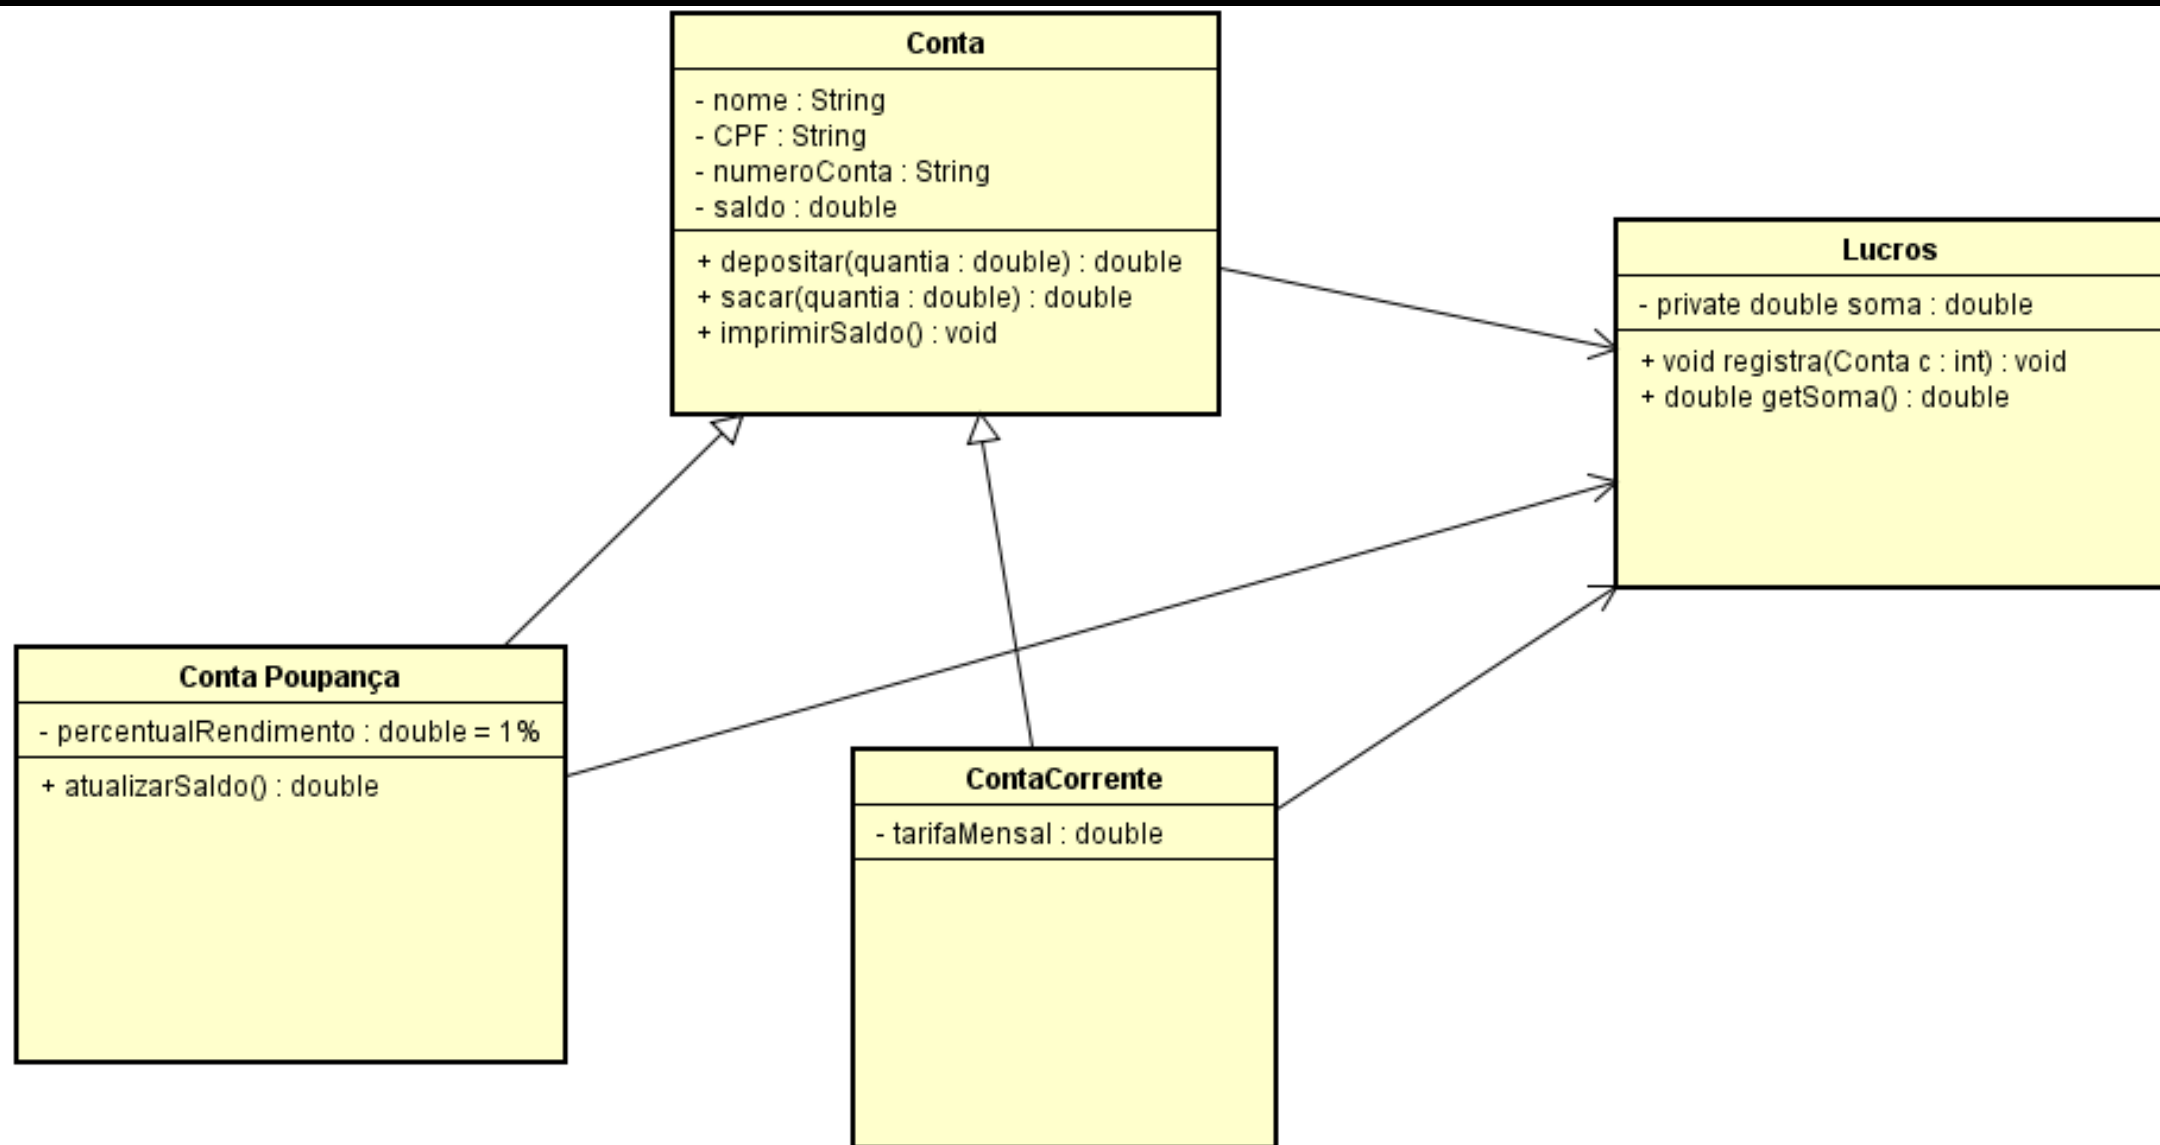 Conta
- nome : String
- CPF : String
- numeroConta : String
- saldo : double
+ depositar(quantia : double) : double
+ sacar(quantia : double) : double
+ imprimirSaldo() : void
Lucros
- private double soma : double
+ void registra(Conta c : int) : void
+ double getSoma() : double
Conta Poupança
- percentualRendimento : double = 1%
+ atualizarSaldo() : double
ContaCorrente
- tarifaMensal : double